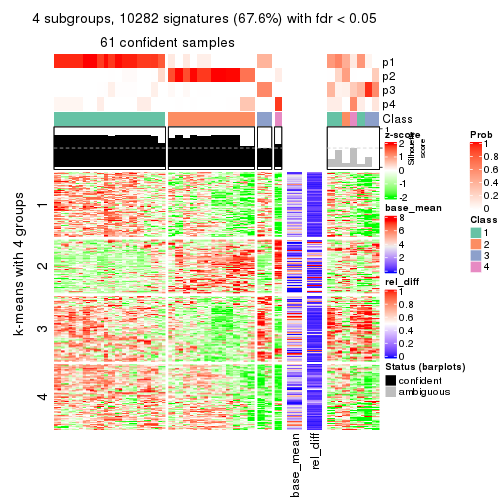 4 subgroups, 10282 signatures (67.6%) with fdr < 0.05
61 confident samples
p1
p2
p3
p4
Class
1
Silhouette
score
z-score
2
1
0
-1
-2
base_mean
8
6
4
2
0
rel_diff
1
0.8
0.6
0.4
0.2
0
Prob
1
0.8
0.6
0.4
0.2
0
Class
1
2
3
4
Status (barplots)
confident
ambiguous
k-means with 4 groups
1
2
3
4
base_mean
rel_diff